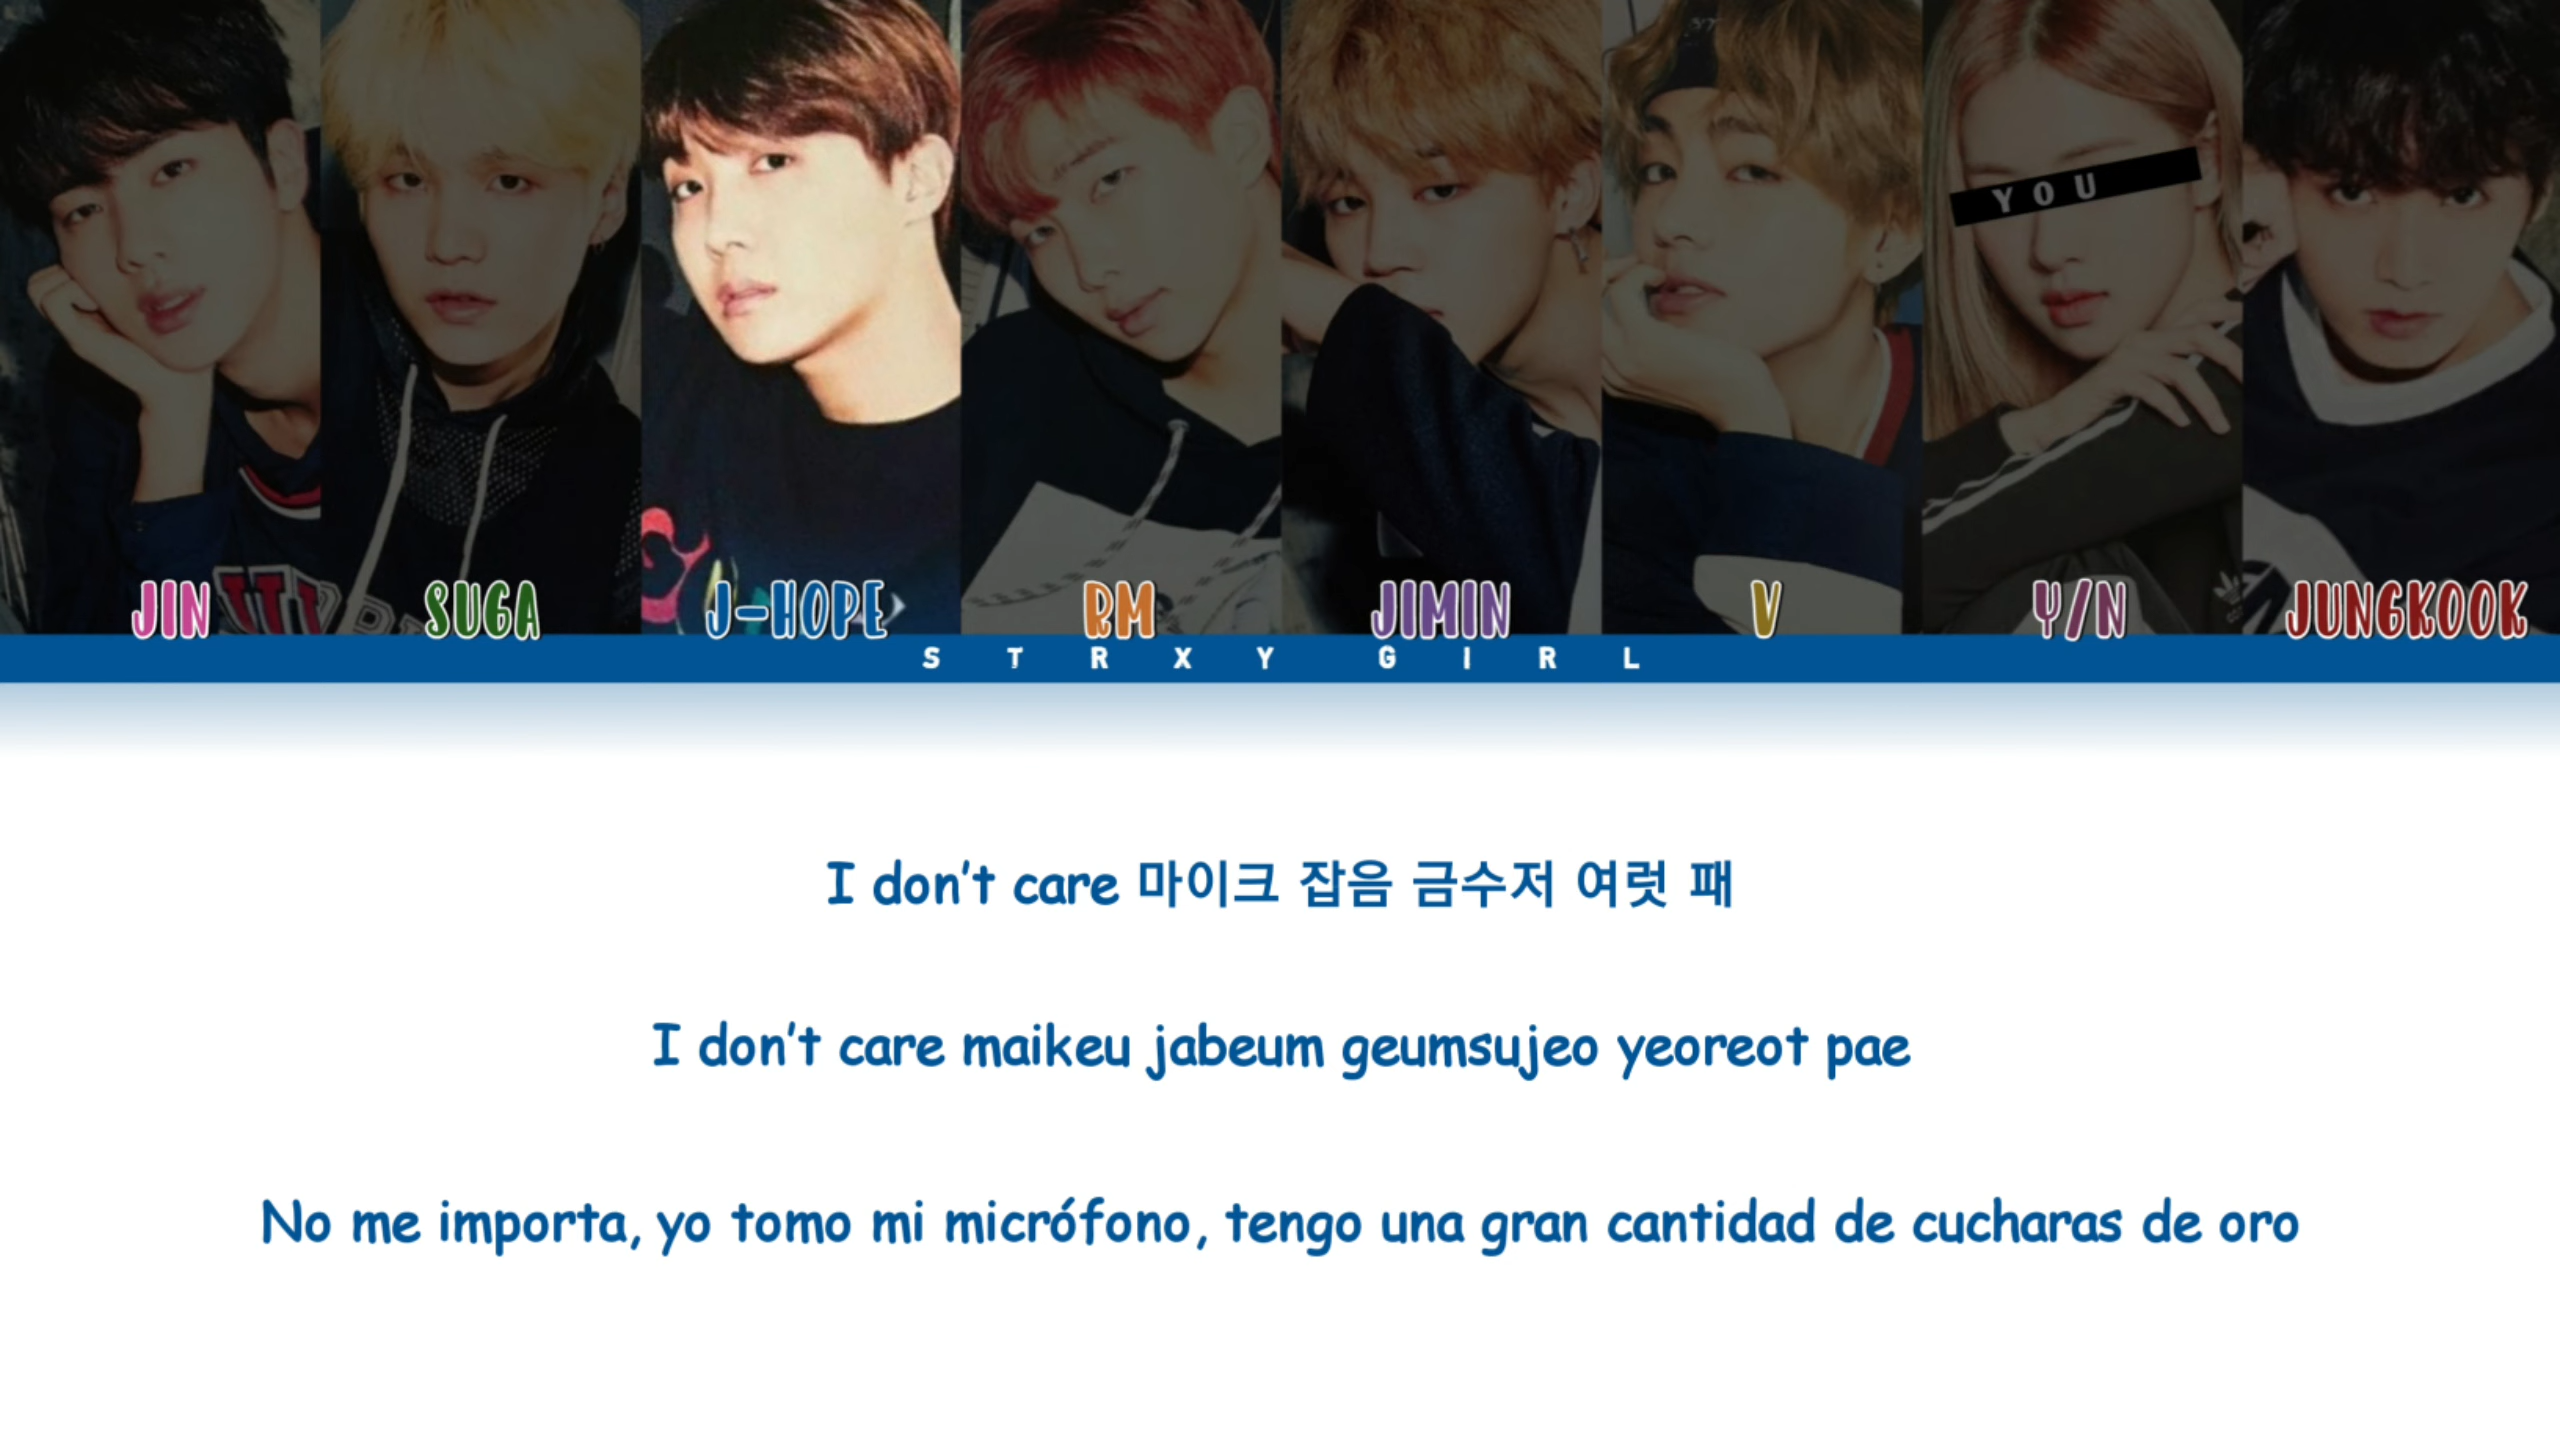 YOU
JIN
SUGA
J-HOPE
RM
JIMIN
V
Y/N
JUNGKOOK
STRXY GIRL
I don't care 마이크 잡음 금수저 여럿 패
I don't care maikeu jabeum geumsujeo yeoreot pae
No me importa, yo tomo mi micrófono, tengo una gran cantidad de cucharas de oro